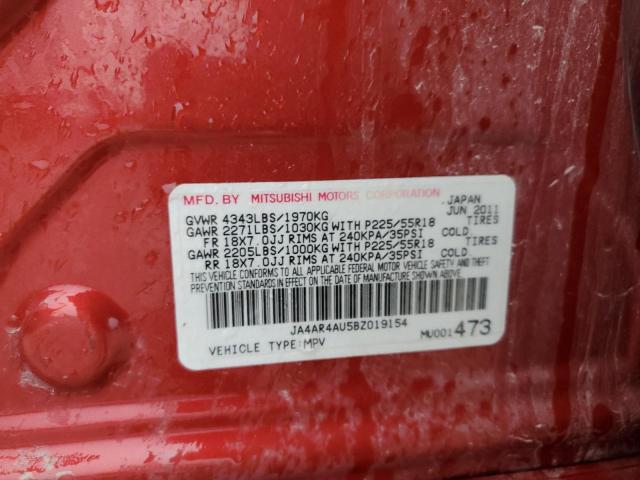 MFD. BY MITSUBISHI MOTORS CORPORATION JAPAN
GVWR 4343LBS/1970KG JUN 2011
GAWR 2271LBS/1030KG WITH P225/55R18 TIRES
FR 18X7.0JJ RIMS AT 240KPA/35PSI COLD
GAWR 2205LBS/1000KG WITH P225/55R18 TIRES
RR 18X7.0JJ RIMS AT 240KPA/35PSI COLD
THIS VEHICLE CONFORMS TO ALL APPLICABLE FEDERAL MOTOR VEHICLE SAFETY AND THEFT
PREVENTION STANDARDS IN EFFECT ON THE DATE OF MANUFACTURE SHOWN ABOVE.
JA4AR4AU5BZ019154
VEHICLE TYPE:MPV MU001473